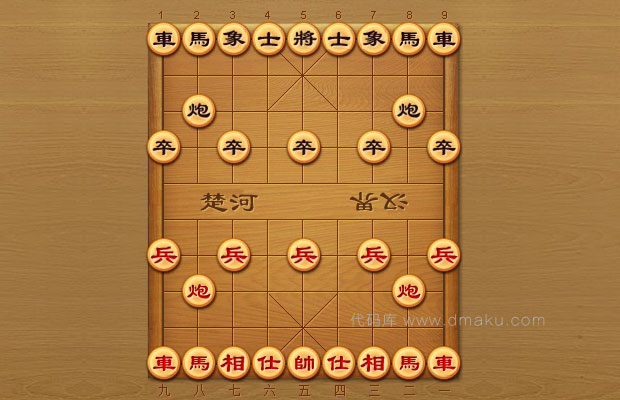 1 2 3 4 5 6 7 8 9
車 馬 象 士 將 士 象 馬 車
炮 炮
卒 卒 卒 卒 卒
楚河 汉界
兵 兵 兵 兵 兵
炮 炮
代码库 www.dmaku.com
車 馬 相 仕 帥 仕 相 馬 車
九 八 七 六 五 四 三 二 一